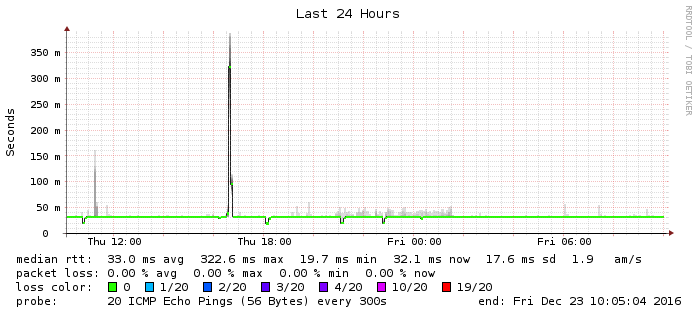 Last 24 Hours
RRDTOOL / TOBI OETIKER
Seconds
350 m
300 m
250 m
200 m
150 m
100 m
50 m
0
Thu 12:00 Thu 18:00 Fri 00:00 Fri 06:00
median rtt: 33.0 ms avg 322.6 ms max 19.7 ms min 32.1 ms now 17.6 ms sd 1.9 am/s
packet loss: 0.00 % avg 0.00 % max 0.00 % min 0.00 % now
loss color: 0 1/20 2/20 3/20 4/20 10/20 19/20
probe: 20 ICMP Echo Pings (56 Bytes) every 300s end: Fri Dec 23 10:05:04 2016